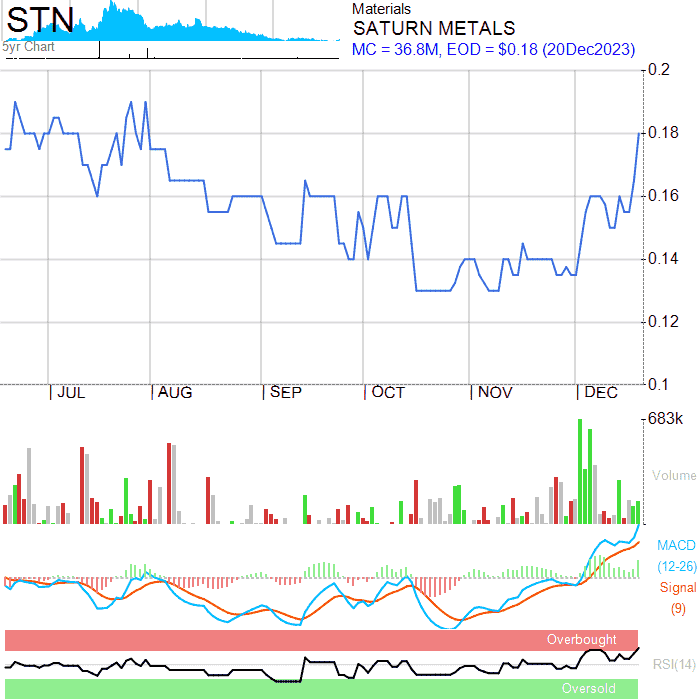 STN
5yr Chart
Materials
SATURN METALS
MC = 36.8M, EOD = $0.18 (20Dec2023)
0.2
0.18
0.16
0.14
0.12
0.1
JUL AUG SEP OCT NOV DEC
683k
Volume
MACD
(12-26)
Signal
(9)
Overbought
RSI(14)
Oversold